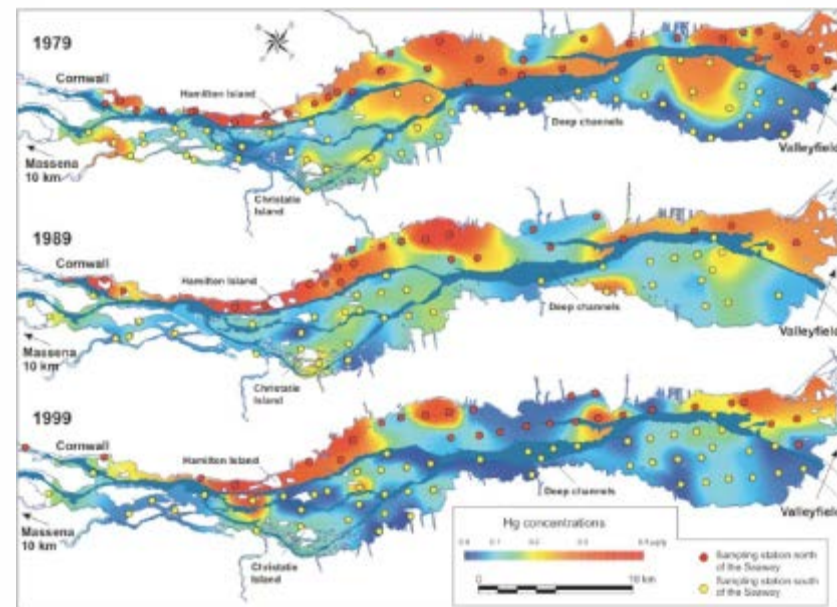 1979
Cornwall
Hamilton Island
Deep channels
Valleyfield
Massena
10 km
Christatie
Island
1989
Cornwall
Hamilton Island
Deep channels
Valleyfield
Massena
10 km
Christatie
Island
1999
Cornwall
Hamilton Island
Deep channels
Valleyfield
Massena
10 km
Christatie
Island
Hg concentrations
0.1
0
10 km
Sampling station north
of the Seaway
Sampling station south
of the Seaway